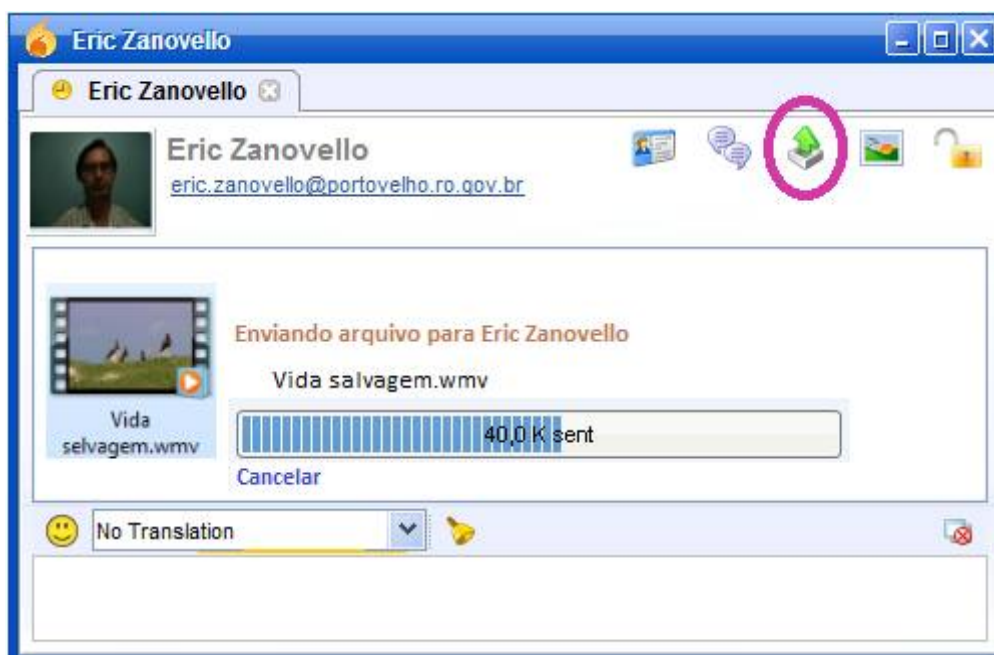 Eric Zanovello
Eric Zanovello
Eric Zanovello
eric.zanovello@portovelho.ro.gov.br
Enviando arquivo para Eric Zanovello
Vida salvagem.wmv
Vida
selvagem.wmv
40,0 K sent
Cancelar
No Translation